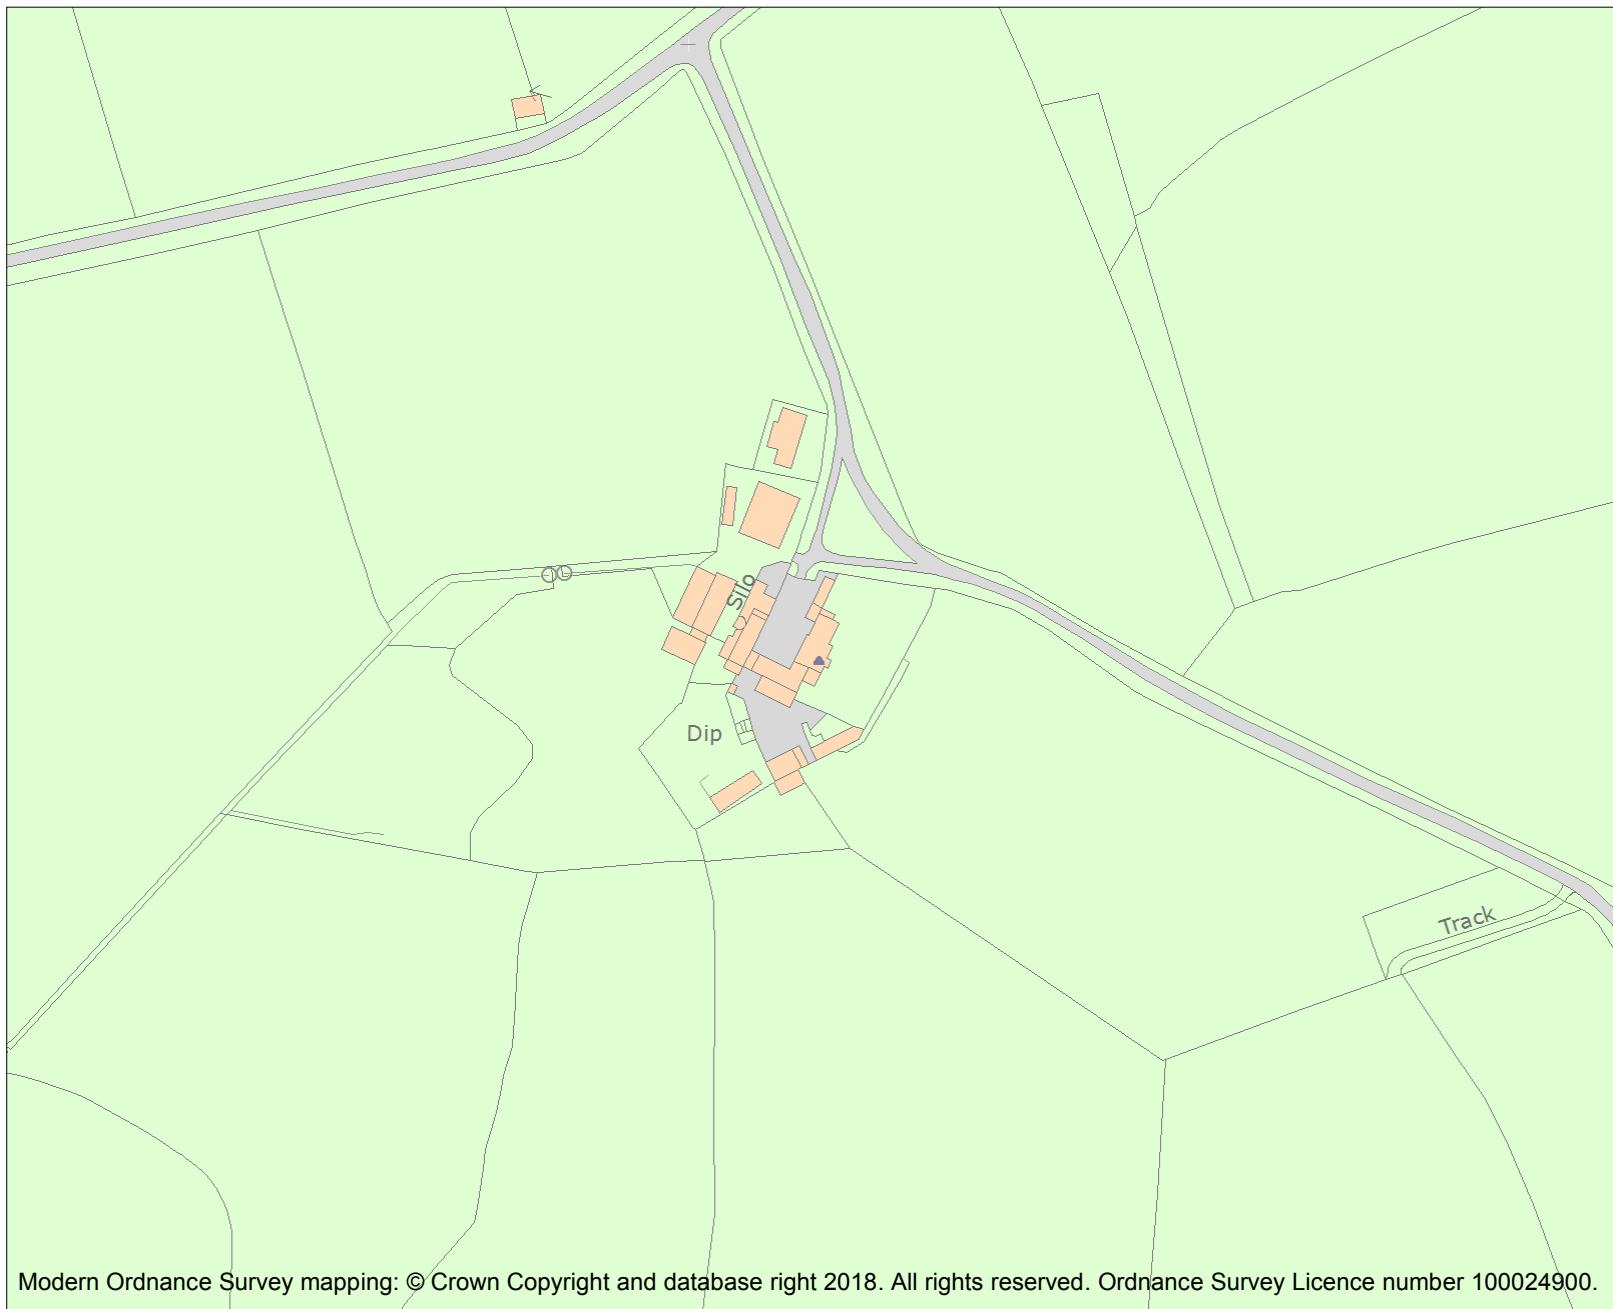 Silo
Dip
Track
Modern Ordnance Survey mapping: © Crown Copyright and database right 2018. All rights reserved. Ordnance Survey Licence number 100024900.